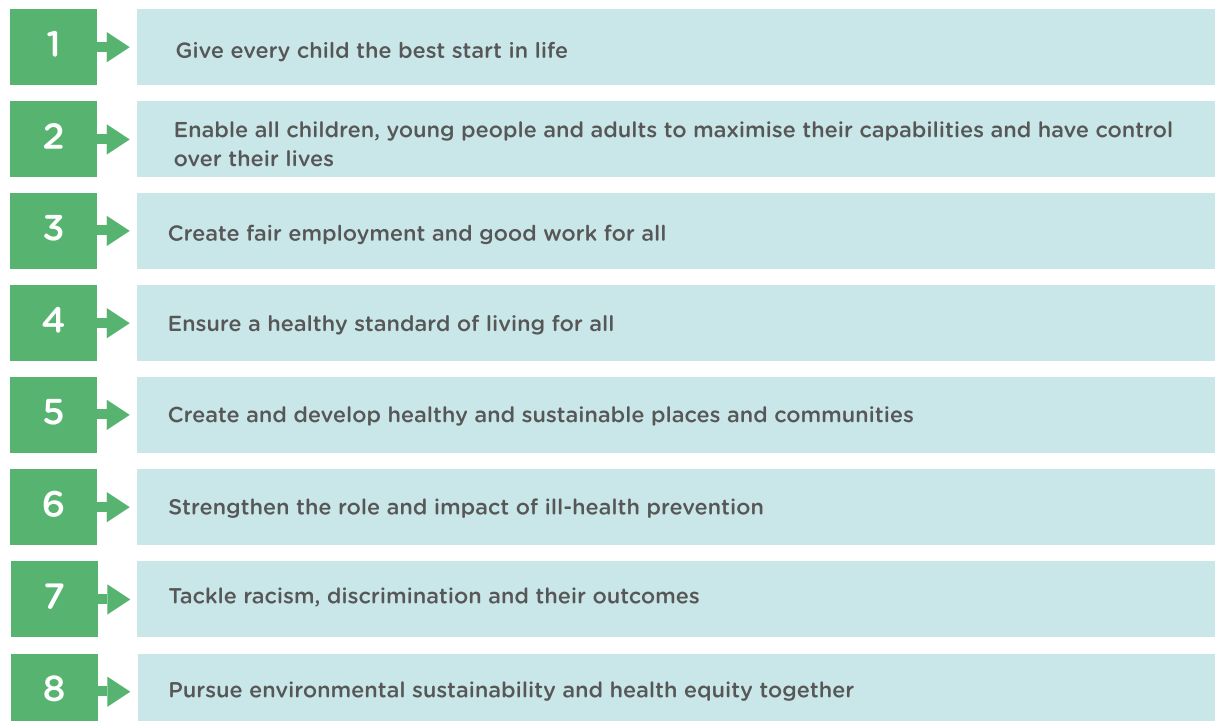 1
Give every child the best start in life
2
Enable all children, young people and adults to maximise their capabilities and have control
over their lives
3
Create fair employment and good work for all
4
Ensure a healthy standard of living for all
5
Create and develop healthy and sustainable places and communities
6
Strengthen the role and impact of ill-health prevention
7
Tackle racism, discrimination and their outcomes
8
Pursue environmental sustainability and health equity together